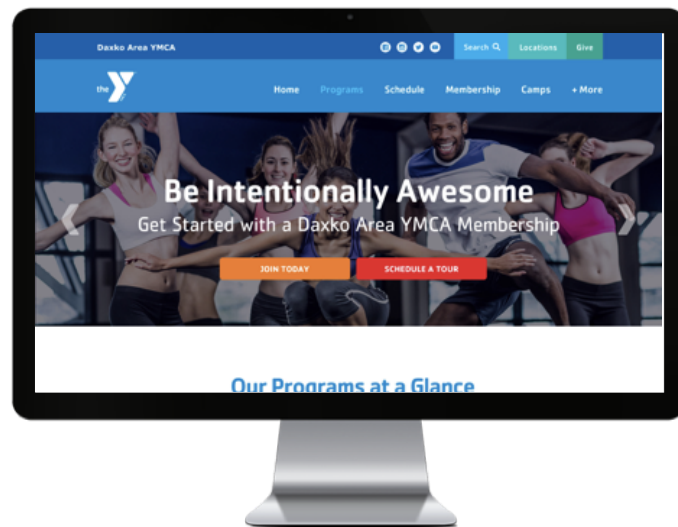 Daxko Area YMCA
Search
Locations
Give
the Y
Home
Programs
Schedule
Membership
Camps
+ More
Be Intentionally Awesome
Get Started with a Daxko Area YMCA Membership
JOIN TODAY
SCHEDULE A TOUR
Our Programs at a Glance